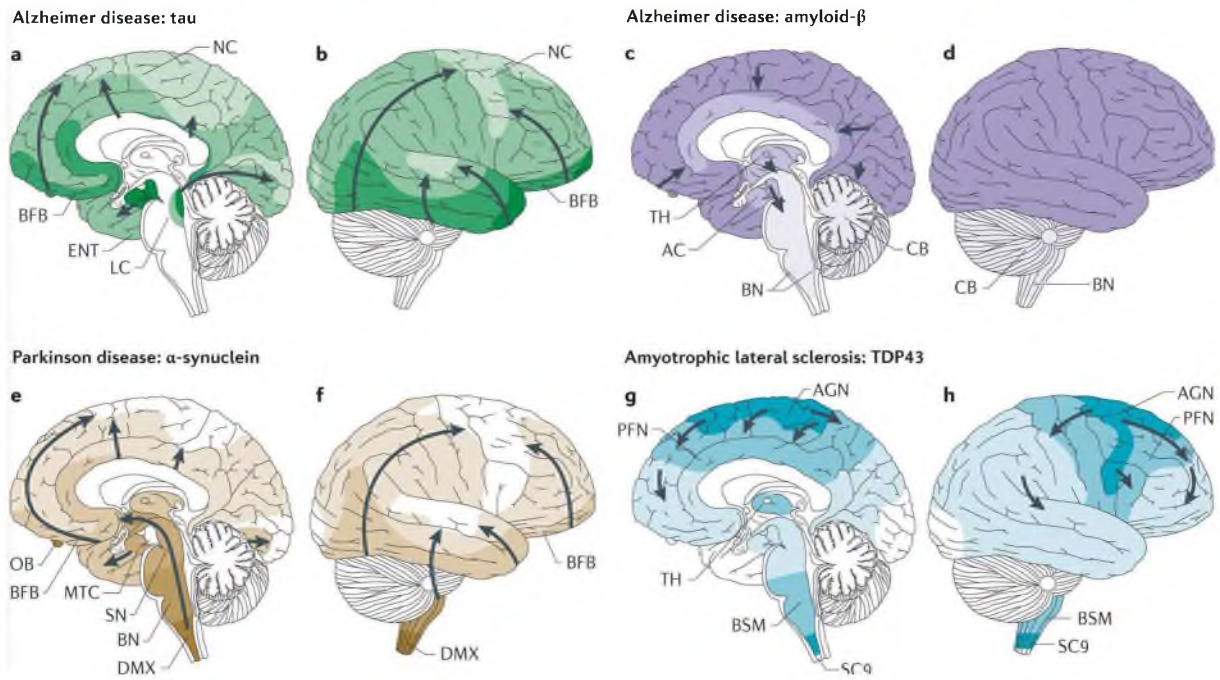 Alzheimer disease: tau
Alzheimer disease: amyloid-β
a
NC
BFB
ENT
LC
b
NC
BFB
c
TH
AC
BN
CB
d
CB
BN
Parkinson disease: α-synuclein
Amyotrophic lateral sclerosis: TDP43
e
OB
BFB
MTC
SN
BN
DMX
f
BFB
DMX
g
AGN
PFN
TH
BSM
SC9
h
AGN
PFN
BSM
SC9